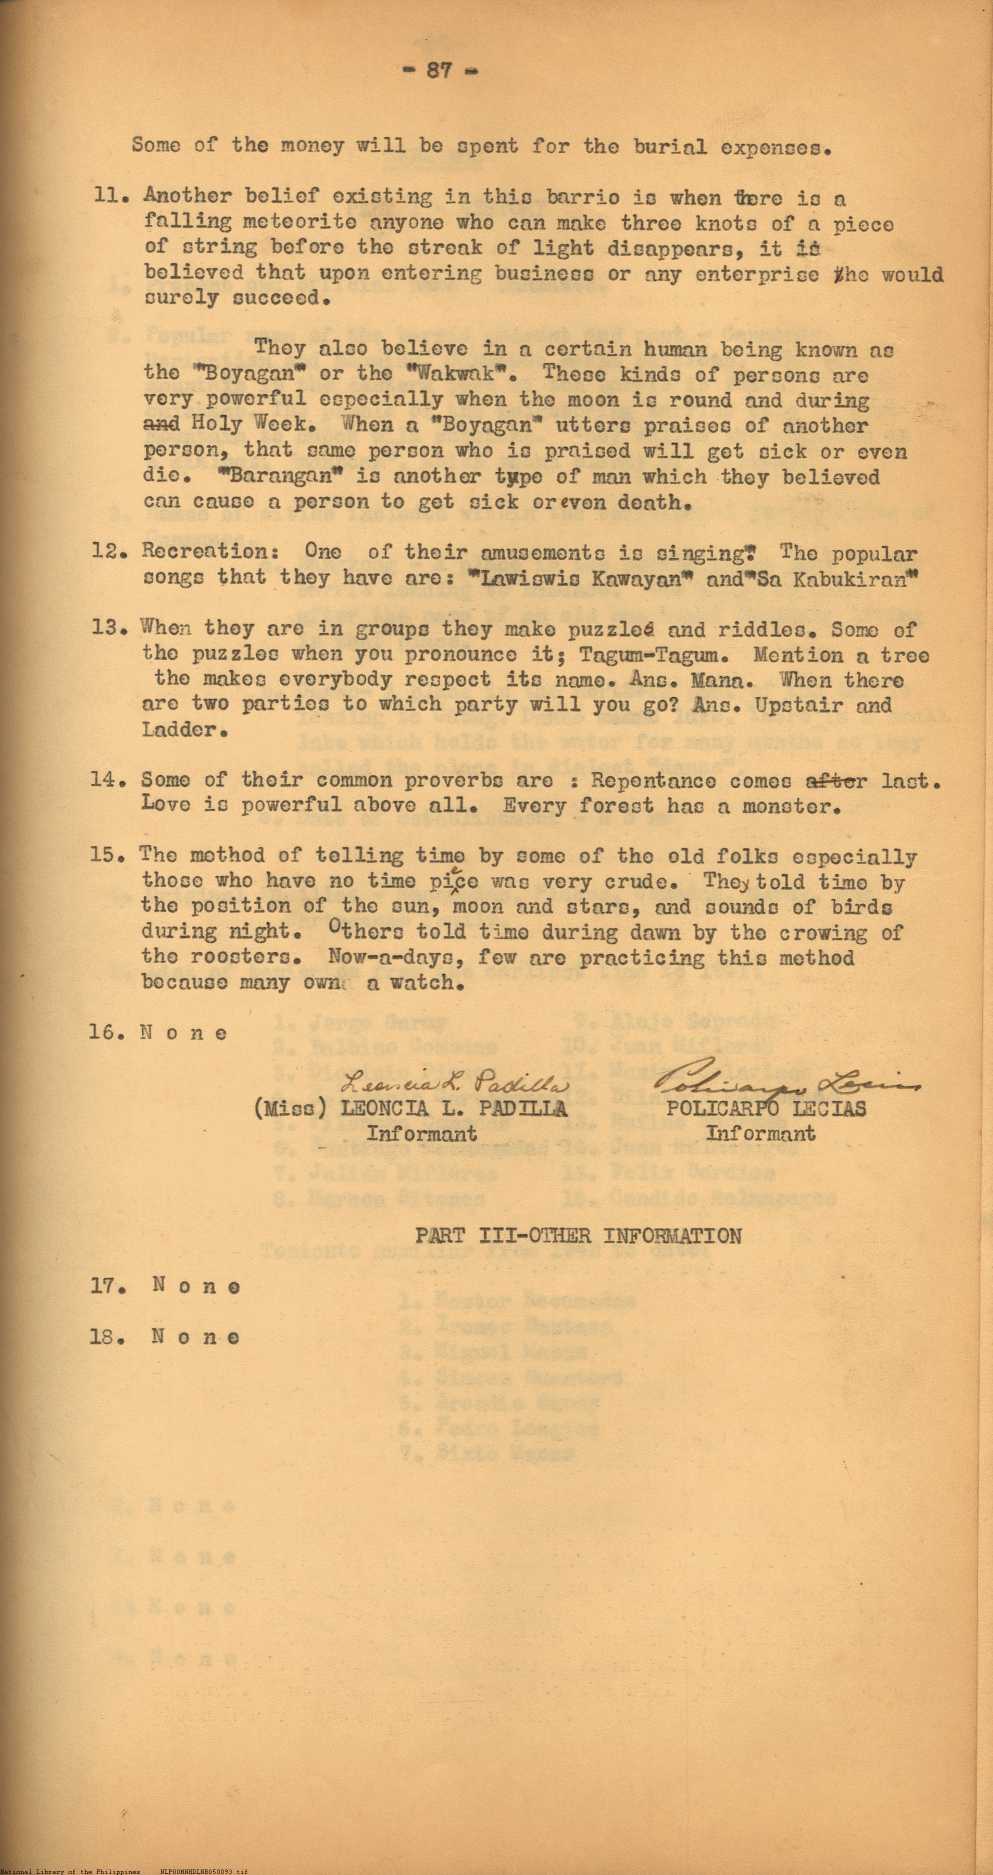 - 87 -
Some of the money will be spent for the burial expenses.
11. Another belief existing in this barrio is when there is a
falling meteorite anyone who can make three knots of a piece
of string before the streak of light disappears, it is
believed that upon entering business or any enterprise he would
surely succeed.
They also believe in a certain human being known as
the "Boyagan" or the "Wakwak". These kinds of persons are
very powerful especially when the moon is round and during
and Holy Week. When a "Boyagan" utters praises of another
person, that same person who is praised will get sick or even
die. "Barangan" is another type of man which they believed
can cause a person to get sick or even death.
12. Recreation: One of their amusements is singing. The popular
songs that they have are: "Lawiswis Kawayan" and "Sa Kabukiran"
13. When they are in groups they make puzzles and riddles. Some of
the puzzles when you pronounce it; Tagum-Tagum. Mention a tree
the makes everybody respect its name. Ans. Mana. When there
are two parties to which party will you go? Ans. Upstair and
Ladder.
14. Some of their common proverbs are : Repentance comes after last.
Love is powerful above all. Every forest has a monster.
15. The method of telling time by some of the old folks especially
those who have no time piece was very crude. They told time by
the position of the sun, moon and stars, and sounds of birds
during night. Others told time during dawn by the crowing of
the roosters. Now-a-days, few are practicing this method
because many own a watch.
16. N o n e
Leoncia L. Padilla Policarpo Lecias
(Miss) LEONCIA L. PADILLA POLICARPO LECIAS
Informant Informant
PART III-OTHER INFORMATION
17. N o n e
18. N o n e
National Library of the Philippines NLP00MNHDLNB050093.tif